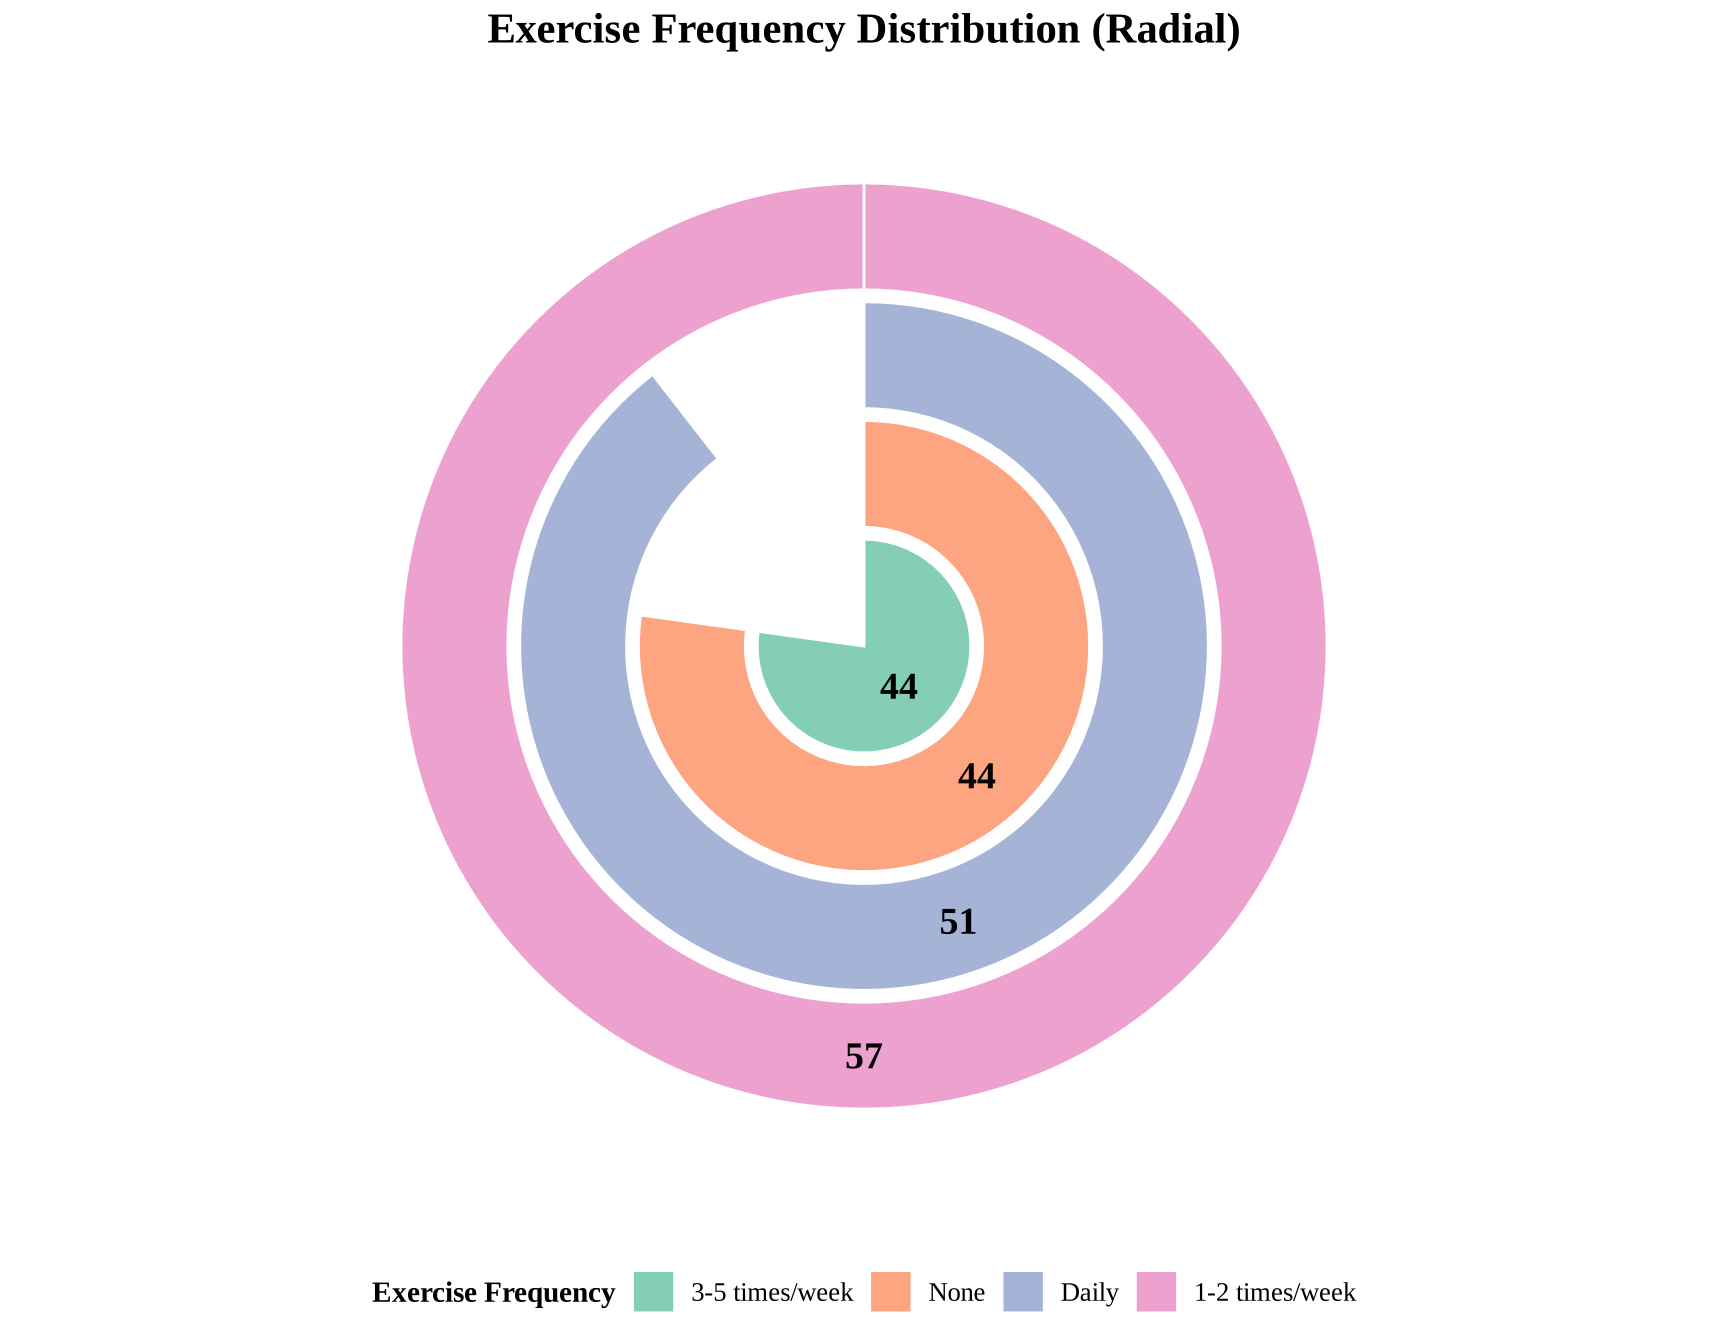 Exercise Frequency Distribution (Radial)
44
44
51
57
Exercise Frequency 3-5 times/week None Daily 1-2 times/week